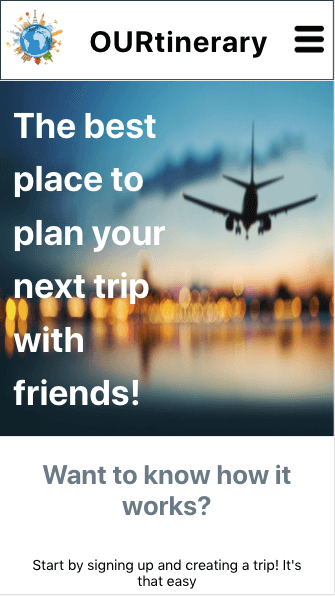 OURtinerary
The best
place to
plan your
next trip
with
friends!
Want to know how it
works?
Start by signing up and creating a trip! It's
that easy